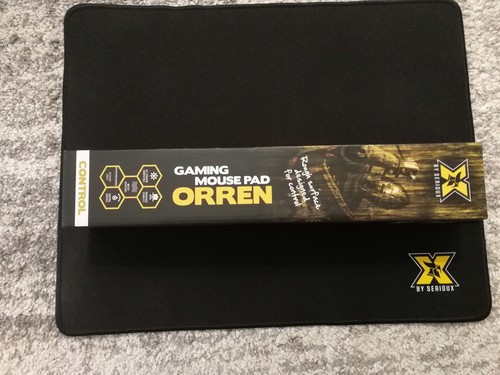 CONTROL
GAMING
MOUSE PAD
ORREN
Rough surface
designed
for control
X
BY SERIOUX
X
BY SERIOUX